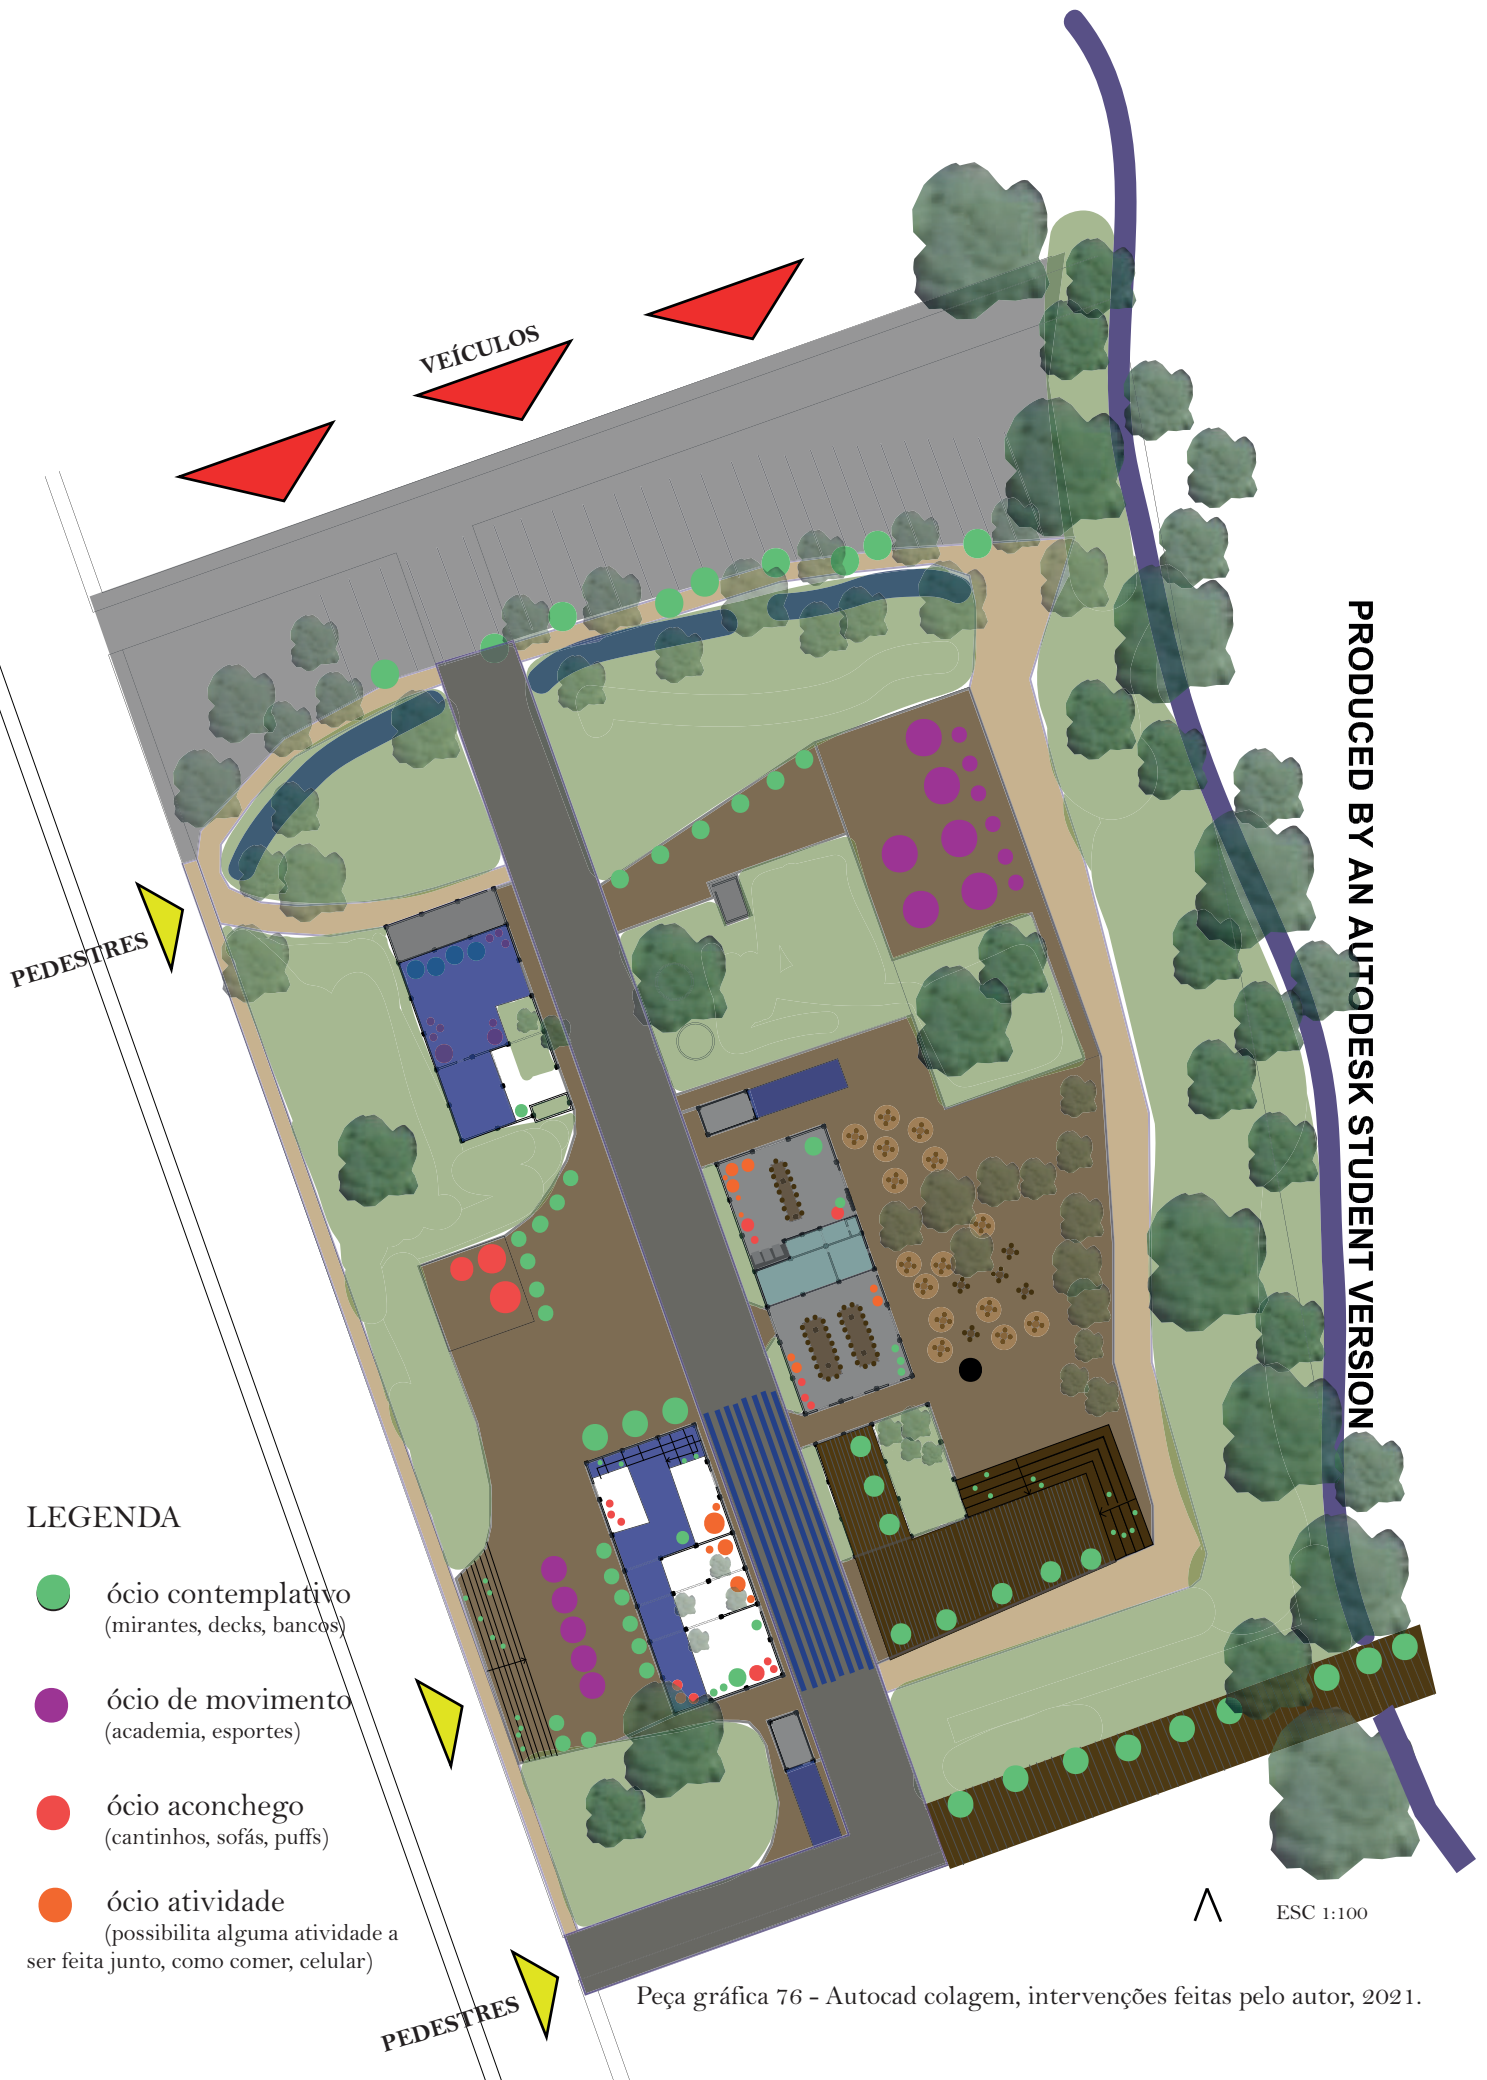 VEÍCULOS
PEDESTRES
PRODUCED BY AN AUTODESK STUDENT VERSION
LEGENDA
ócio contemplativo
(mirantes, decks, bancos)
ócio de movimento
(academia, esportes)
ócio aconchego
(cantinhos, sofás, puffs)
ócio atividade
(possibilita alguma atividade a
ser feita junto, como comer, celular)
ESC 1:100
PEDESTRES
Peça gráfica 76 - Autocad colagem, intervenções feitas pelo autor, 2021.